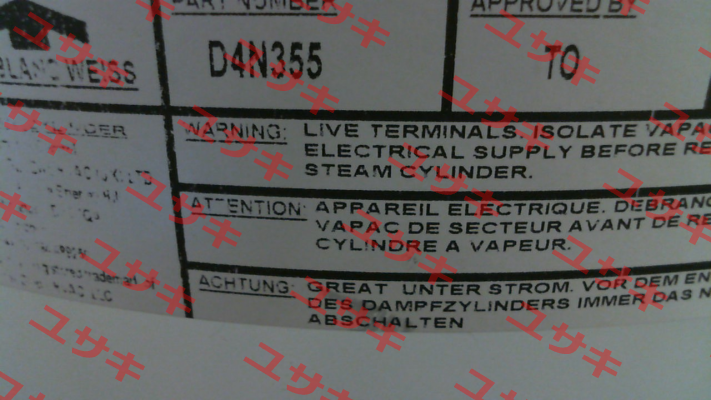 PART NUMBER
APPROVED BY
BLANC WEISS
D4N355
TO
WARNING: LIVE TERMINALS. ISOLATE VAPAC
ELECTRICAL SUPPLY BEFORE RE
STEAM CYLINDER.
ATTENTION: APPAREIL ELECTRIQUE. DEBRANC
VAPAC DE SECTEUR AVANT DE RE
CYLINDRE A VAPEUR.
ACHTUNG: GREAT UNTER STROM. VOR DEM EN
DES DAMPFZYLINDERS IMMER DAS N
ABSCHALTEN
ユサキ